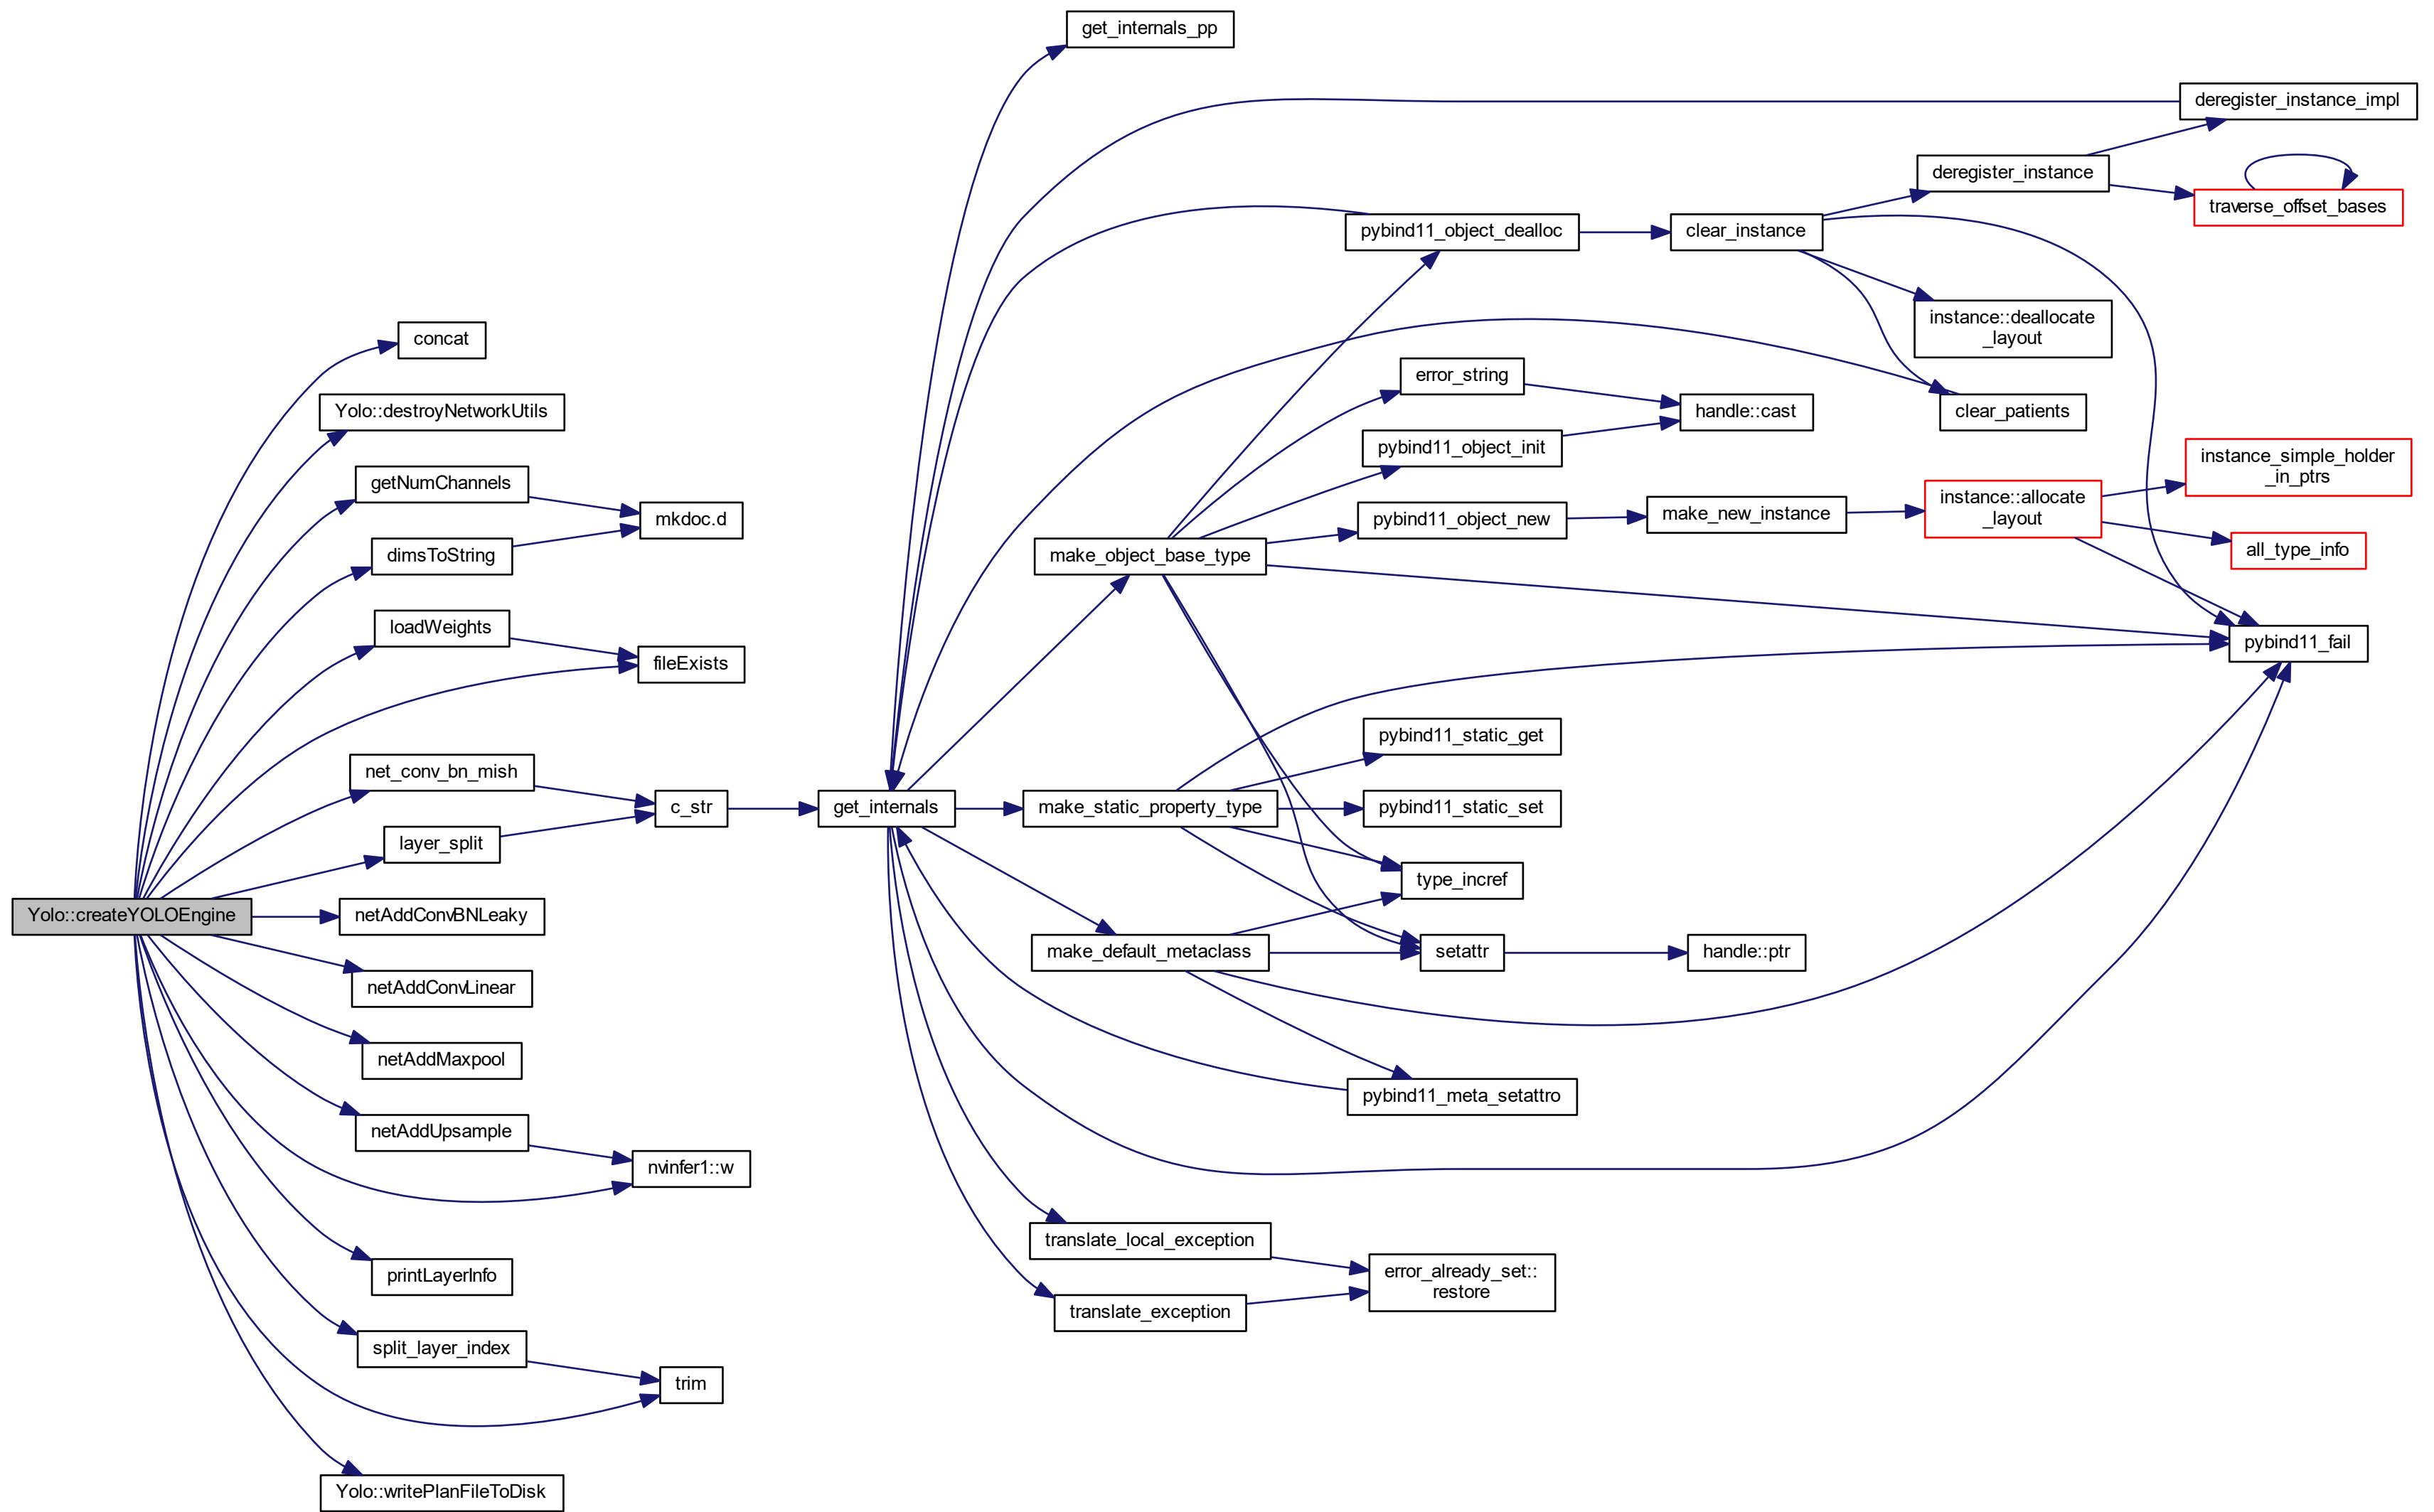 get_internals_pp
deregister_instance_impl
deregister_instance
traverse_offset_bases
pybind11_object_dealloc
clear_instance
instance::deallocate
_layout
concat
error_string
handle::cast
clear_patients
Yolo::destroyNetworkUtils
pybind11_object_init
instance_simple_holder
_in_ptrs
getNumChannels
mkdoc.d
pybind11_object_new
make_new_instance
instance::allocate
_layout
all_type_info
dimsToString
make_object_base_type
loadWeights
fileExists
pybind11_fail
pybind11_static_get
net_conv_bn_mish
c_str
get_internals
make_static_property_type
pybind11_static_set
layer_split
type_incref
Yolo::createYOLOEngine
netAddConvBNLeaky
make_default_metaclass
setattr
handle::ptr
netAddConvLinear
netAddMaxpool
pybind11_meta_setattro
netAddUpsample
nvinfer1::w
translate_local_exception
printLayerInfo
error_already_set::
restore
translate_exception
split_layer_index
trim
Yolo::writePlanFileToDisk